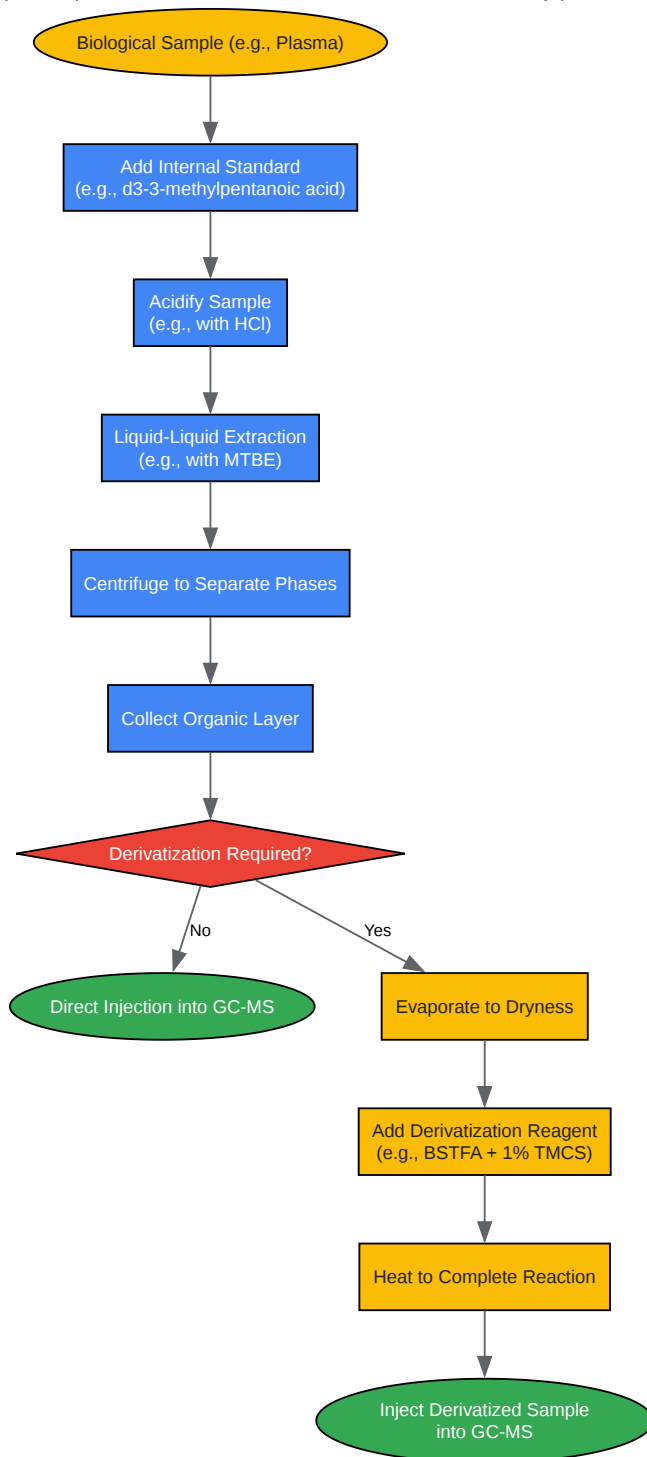 Biological Sample (e.g., Plasma)
Add Internal Standard
(e.g., d3-3-methylpentanoic acid)
Acidify Sample
(e.g., with HCl)
Liquid-Liquid Extraction
(e.g., with MTBE)
Centrifuge to Separate Phases
Collect Organic Layer
Derivatization Required?
No
Yes
Direct Injection into GC-MS
Evaporate to Dryness
Add Derivatization Reagent
(e.g., BSTFA + 1% TMCS)
Heat to Complete Reaction
Inject Derivatized Sample
into GC-MS